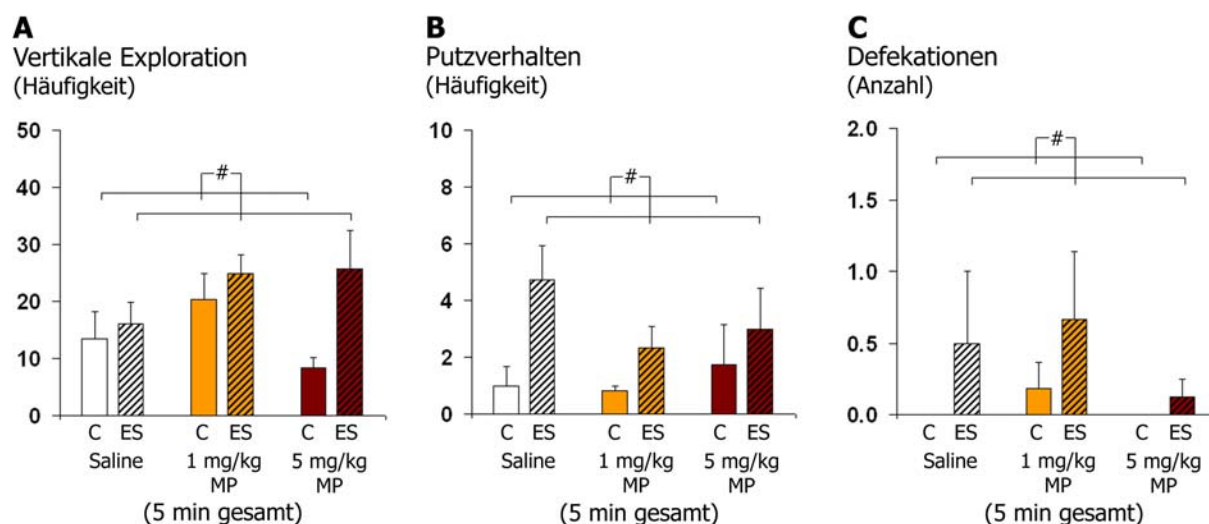 A
Vertikale Exploration
(Häufigkeit)
50
40
30
20
10
0
#
C ES C ES C ES
Saline 1 mg/kg 5 mg/kg
MP MP
(5 min gesamt)
B
Putzverhalten
(Häufigkeit)
10
8
6
4
2
0
#
C ES C ES C ES
Saline 1 mg/kg 5 mg/kg
MP MP
(5 min gesamt)
C
Defekationen
(Anzahl)
2.0
1.5
1.0
0.5
0.0
#
C ES C ES C ES
Saline 1 mg/kg 5 mg/kg
MP MP
(5 min gesamt)